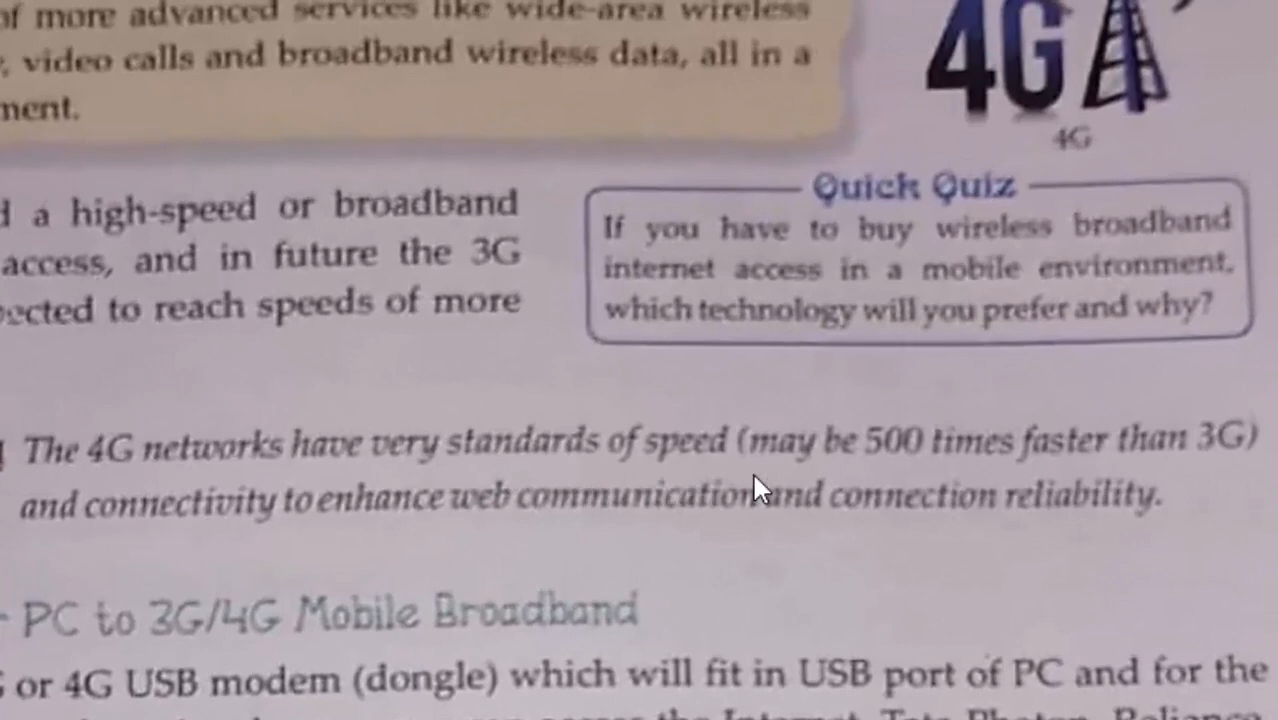 of more advanced services like wide-area wireless
video calls and broadband wireless data, all in a
4G
4G
a high-speed or broadband
access, and in future the 3G
to reach speeds of more
Quick Quiz
If you have to buy wireless broadband
internet access in a mobile environment,
which technology will you prefer and why?
The 4G networks have very standards of speed (may be 500 times faster than 3G)
and connectivity to enhance web communication and connection reliability.
PC to 3G/4G Mobile Broadband
or 4G USB modem (dongle) which will fit in USB port of PC and for the